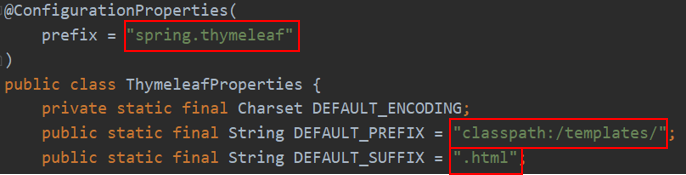 @ConfigurationProperties(
prefix = "spring.thymeleaf"
)
public class ThymeleafProperties {
private static final Charset DEFAULT_ENCODING;
public static final String DEFAULT_PREFIX = "classpath:/templates/";
public static final String DEFAULT_SUFFIX = ".html";